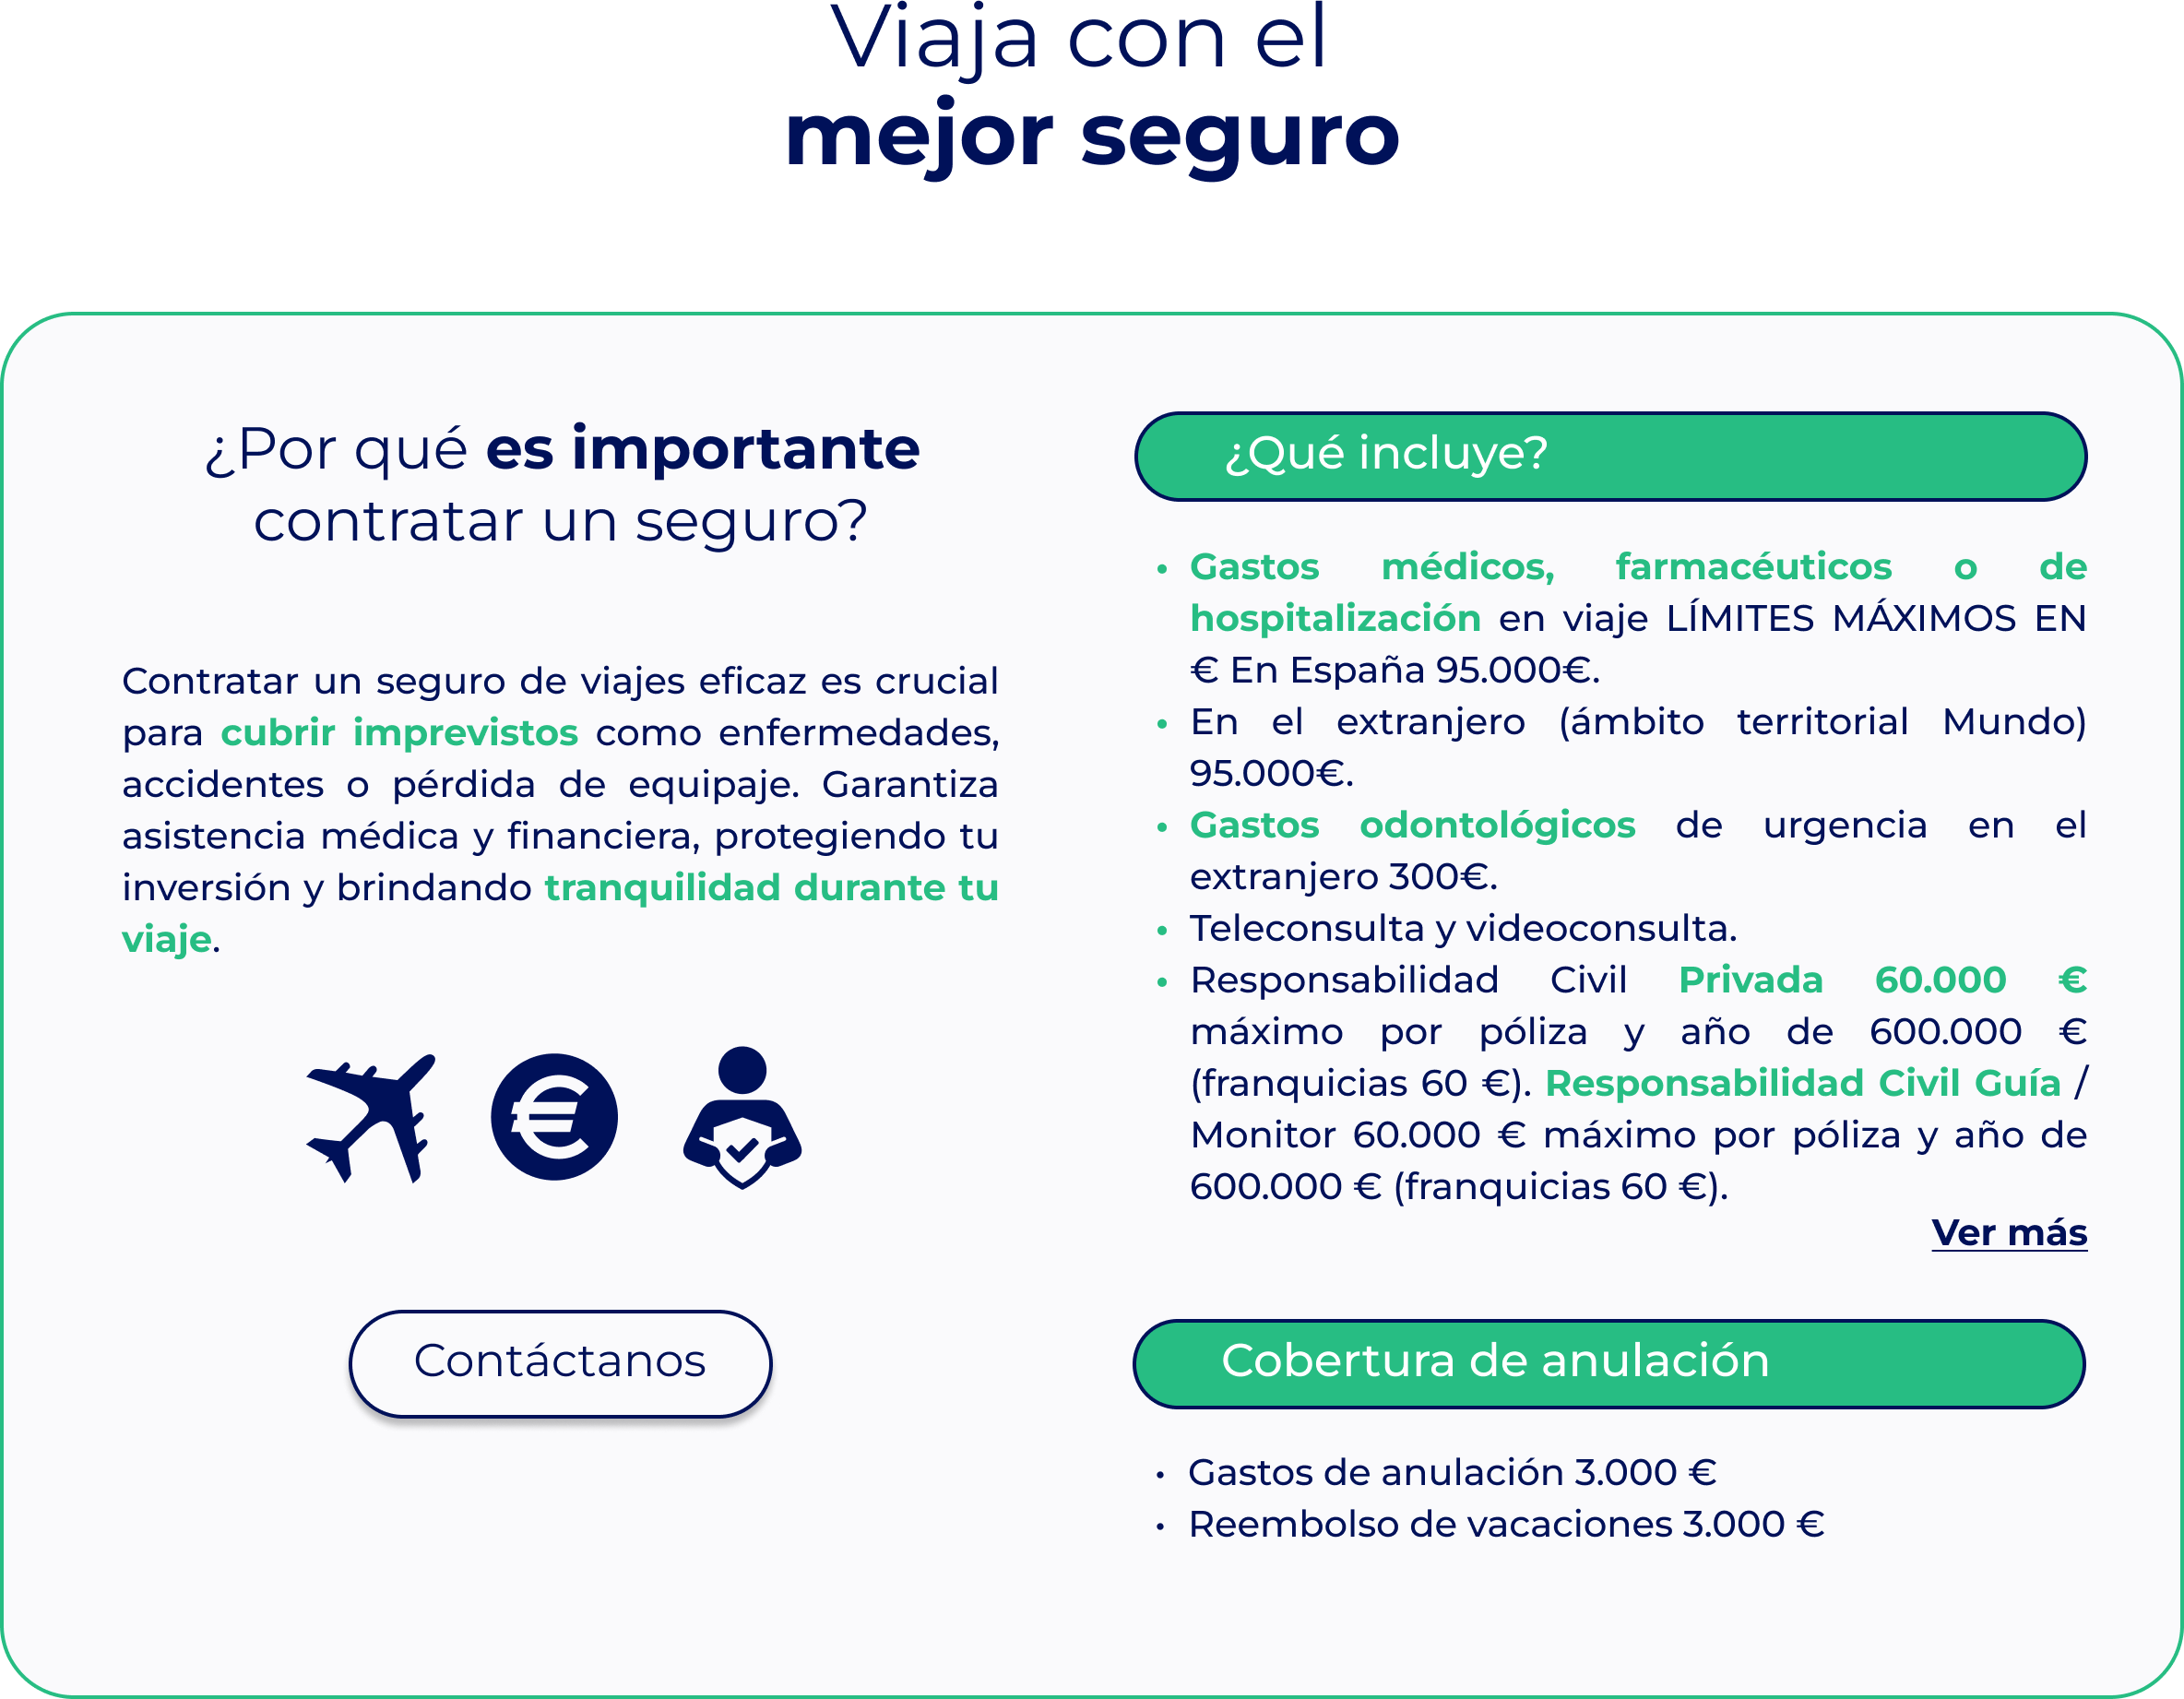 Viaja con el
mejor seguro
¿Por qué es importante
contratar un seguro?
Contratar un seguro de viajes eficaz es crucial
para cubrir imprevistos como enfermedades,
accidentes o pérdida de equipaje. Garantiza
asistencia médica y financiera, protegiendo tu
inversión y brindando tranquilidad durante tu
viaje.
Contáctanos
¿Qué incluye?
• Gastos médicos, farmacéuticos o de
hospitalización en viaje LÍMITES MÁXIMOS EN
€ En España 95.000€.
• En el extranjero (ámbito territorial Mundo)
95.000€.
• Gastos odontológicos de urgencia en el
extranjero 300€.
• Teleconsulta y videoconsulta.
• Responsabilidad Civil Privada 60.000 €
máximo por póliza y año de 600.000 €
(franquicias 60 €). Responsabilidad Civil Guía /
Monitor 60.000 € máximo por póliza y año de
600.000 € (franquicias 60 €).
Ver más
Cobertura de anulación
• Gastos de anulación 3.000 €
• Reembolso de vacaciones 3.000 €